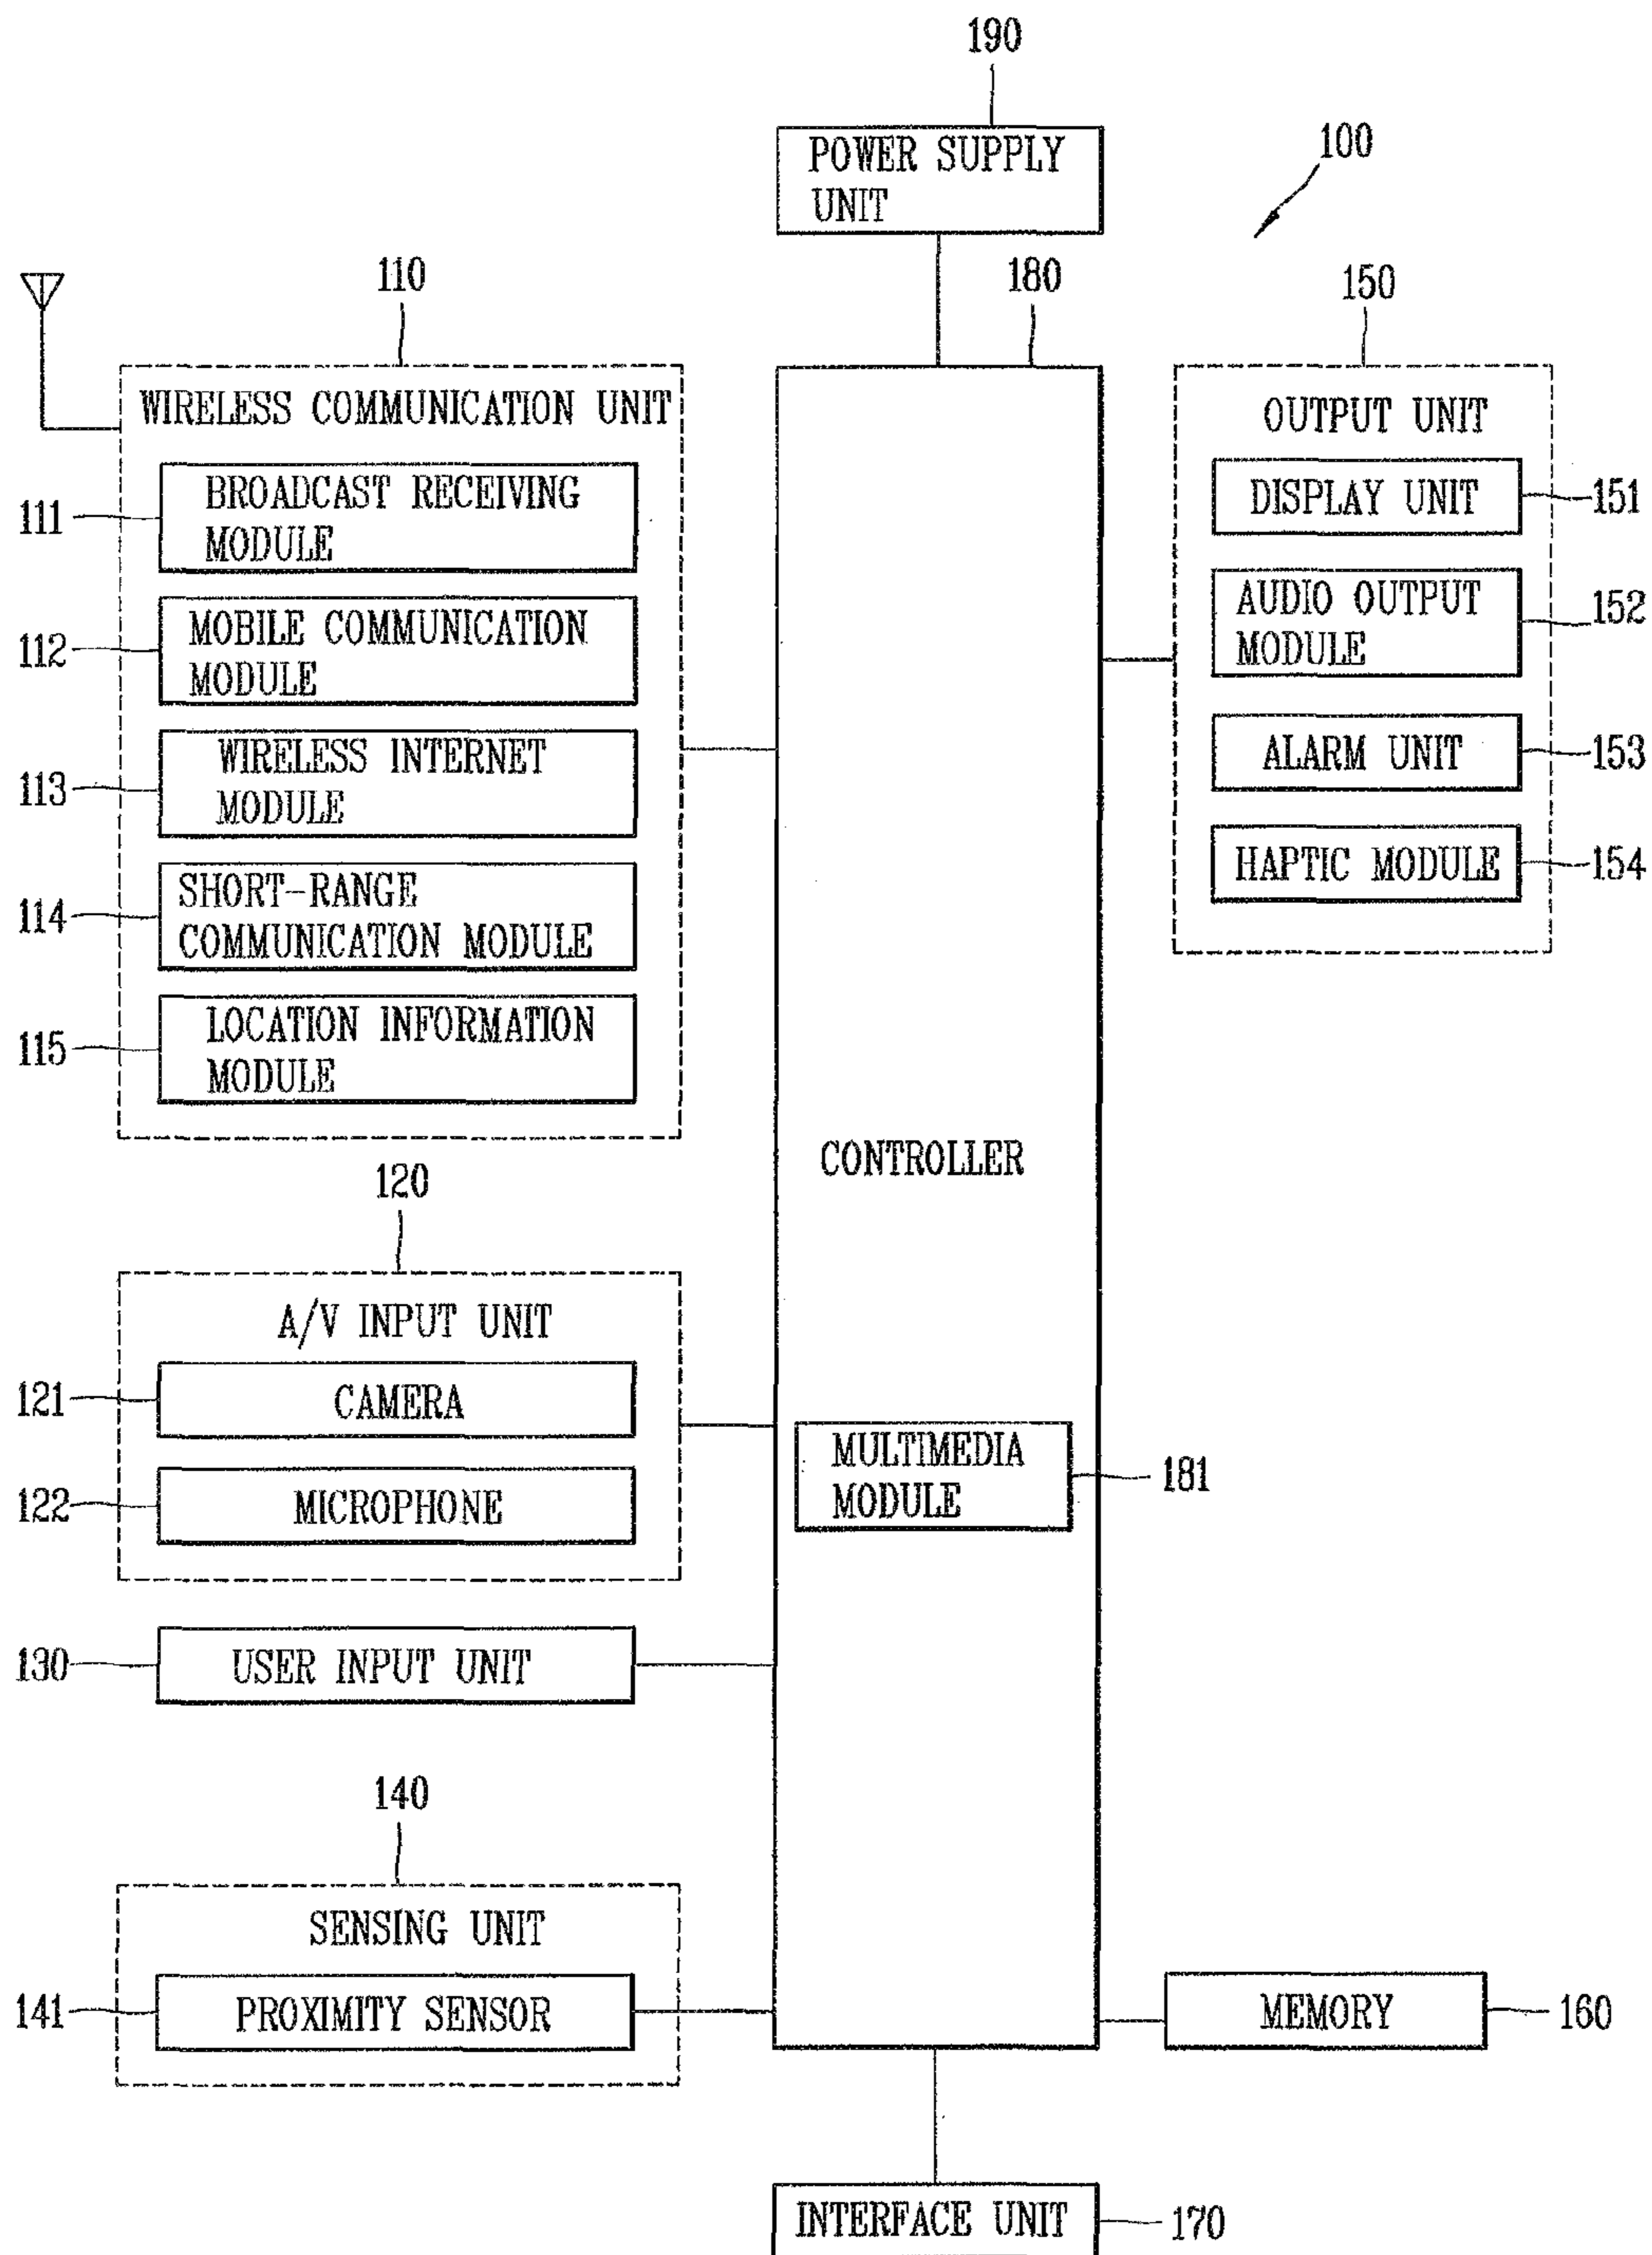 190
POWER SUPPLY
UNIT
100
110
180
150
WIRELESS COMMUNICATION UNIT
111
BROADCAST RECEIVING
MODULE
112
MOBILE COMMUNICATION
MODULE
113
WIRELESS INTERNET
MODULE
114
SHORT-RANGE
COMMUNICATION MODULE
115
LOCATION INFORMATION
MODULE
120
A/V INPUT UNIT
121
CAMERA
122
MICROPHONE
130
USER INPUT UNIT
140
SENSING UNIT
141
PROXIMITY SENSOR
CONTROLLER
MULTIMEDIA
MODULE
181
OUTPUT UNIT
DISPLAY UNIT
151
AUDIO OUTPUT
MODULE
152
ALARM UNIT
153
HAPTIC MODULE
154
MEMORY
160
INTERFACE UNIT
170